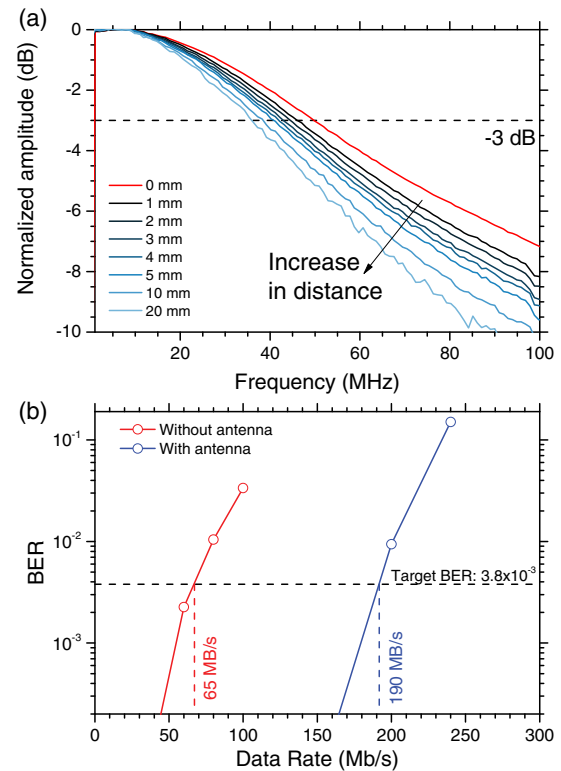 (a)
0
-2
-4
-6
-8
-10
Normalized amplitude (dB)
-3 dB
0 mm
1 mm
2 mm
3 mm
4 mm
5 mm
10 mm
20 mm
Increase
in distance
20 40 60 80 100
Frequency (MHz)
(b)
10⁻¹
10⁻²
10⁻³
BER
Without antenna
With antenna
Target BER: 3.8x10⁻³
65 MB/s
190 MB/s
0 50 100 150 200 250 300
Data Rate (Mb/s)